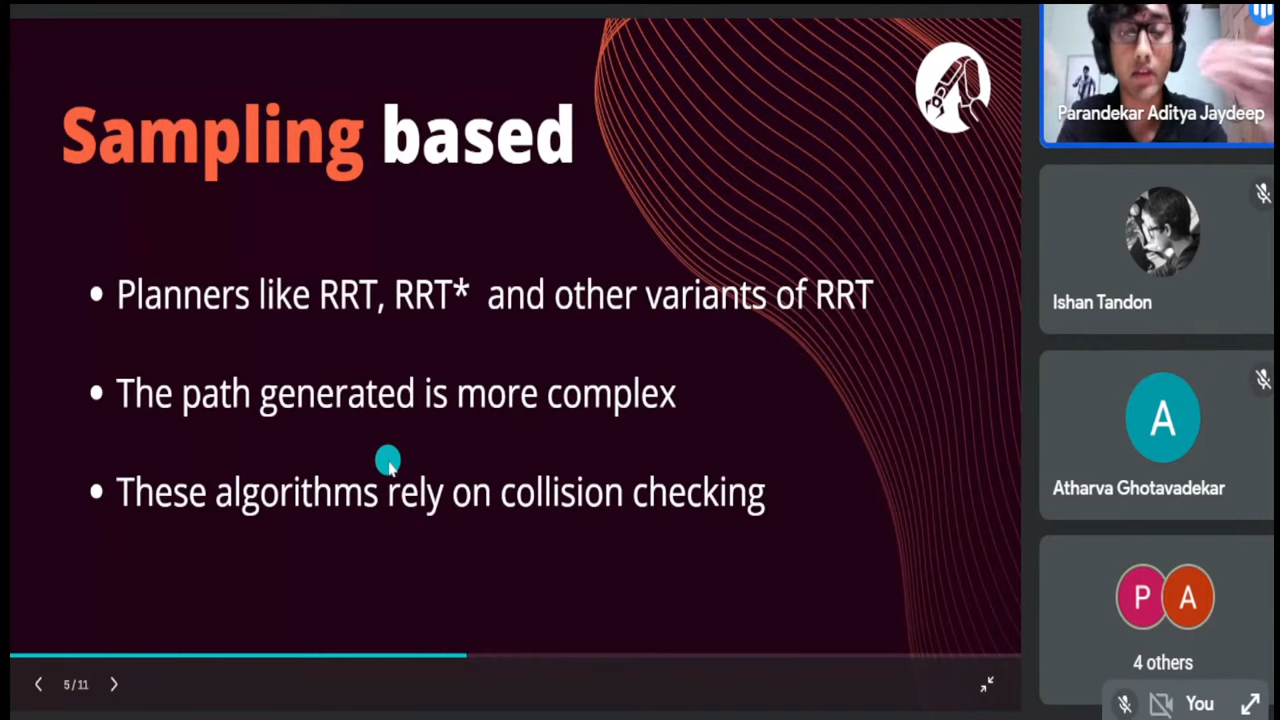 Sampling based
• Planners like RRT, RRT* and other variants of RRT
• The path generated is more complex
• These algorithms rely on collision checking
5 / 11
Parandekar Aditya Jaydeep
Ishan Tandon
A
Atharva Ghotavadekar
P A
4 others
You